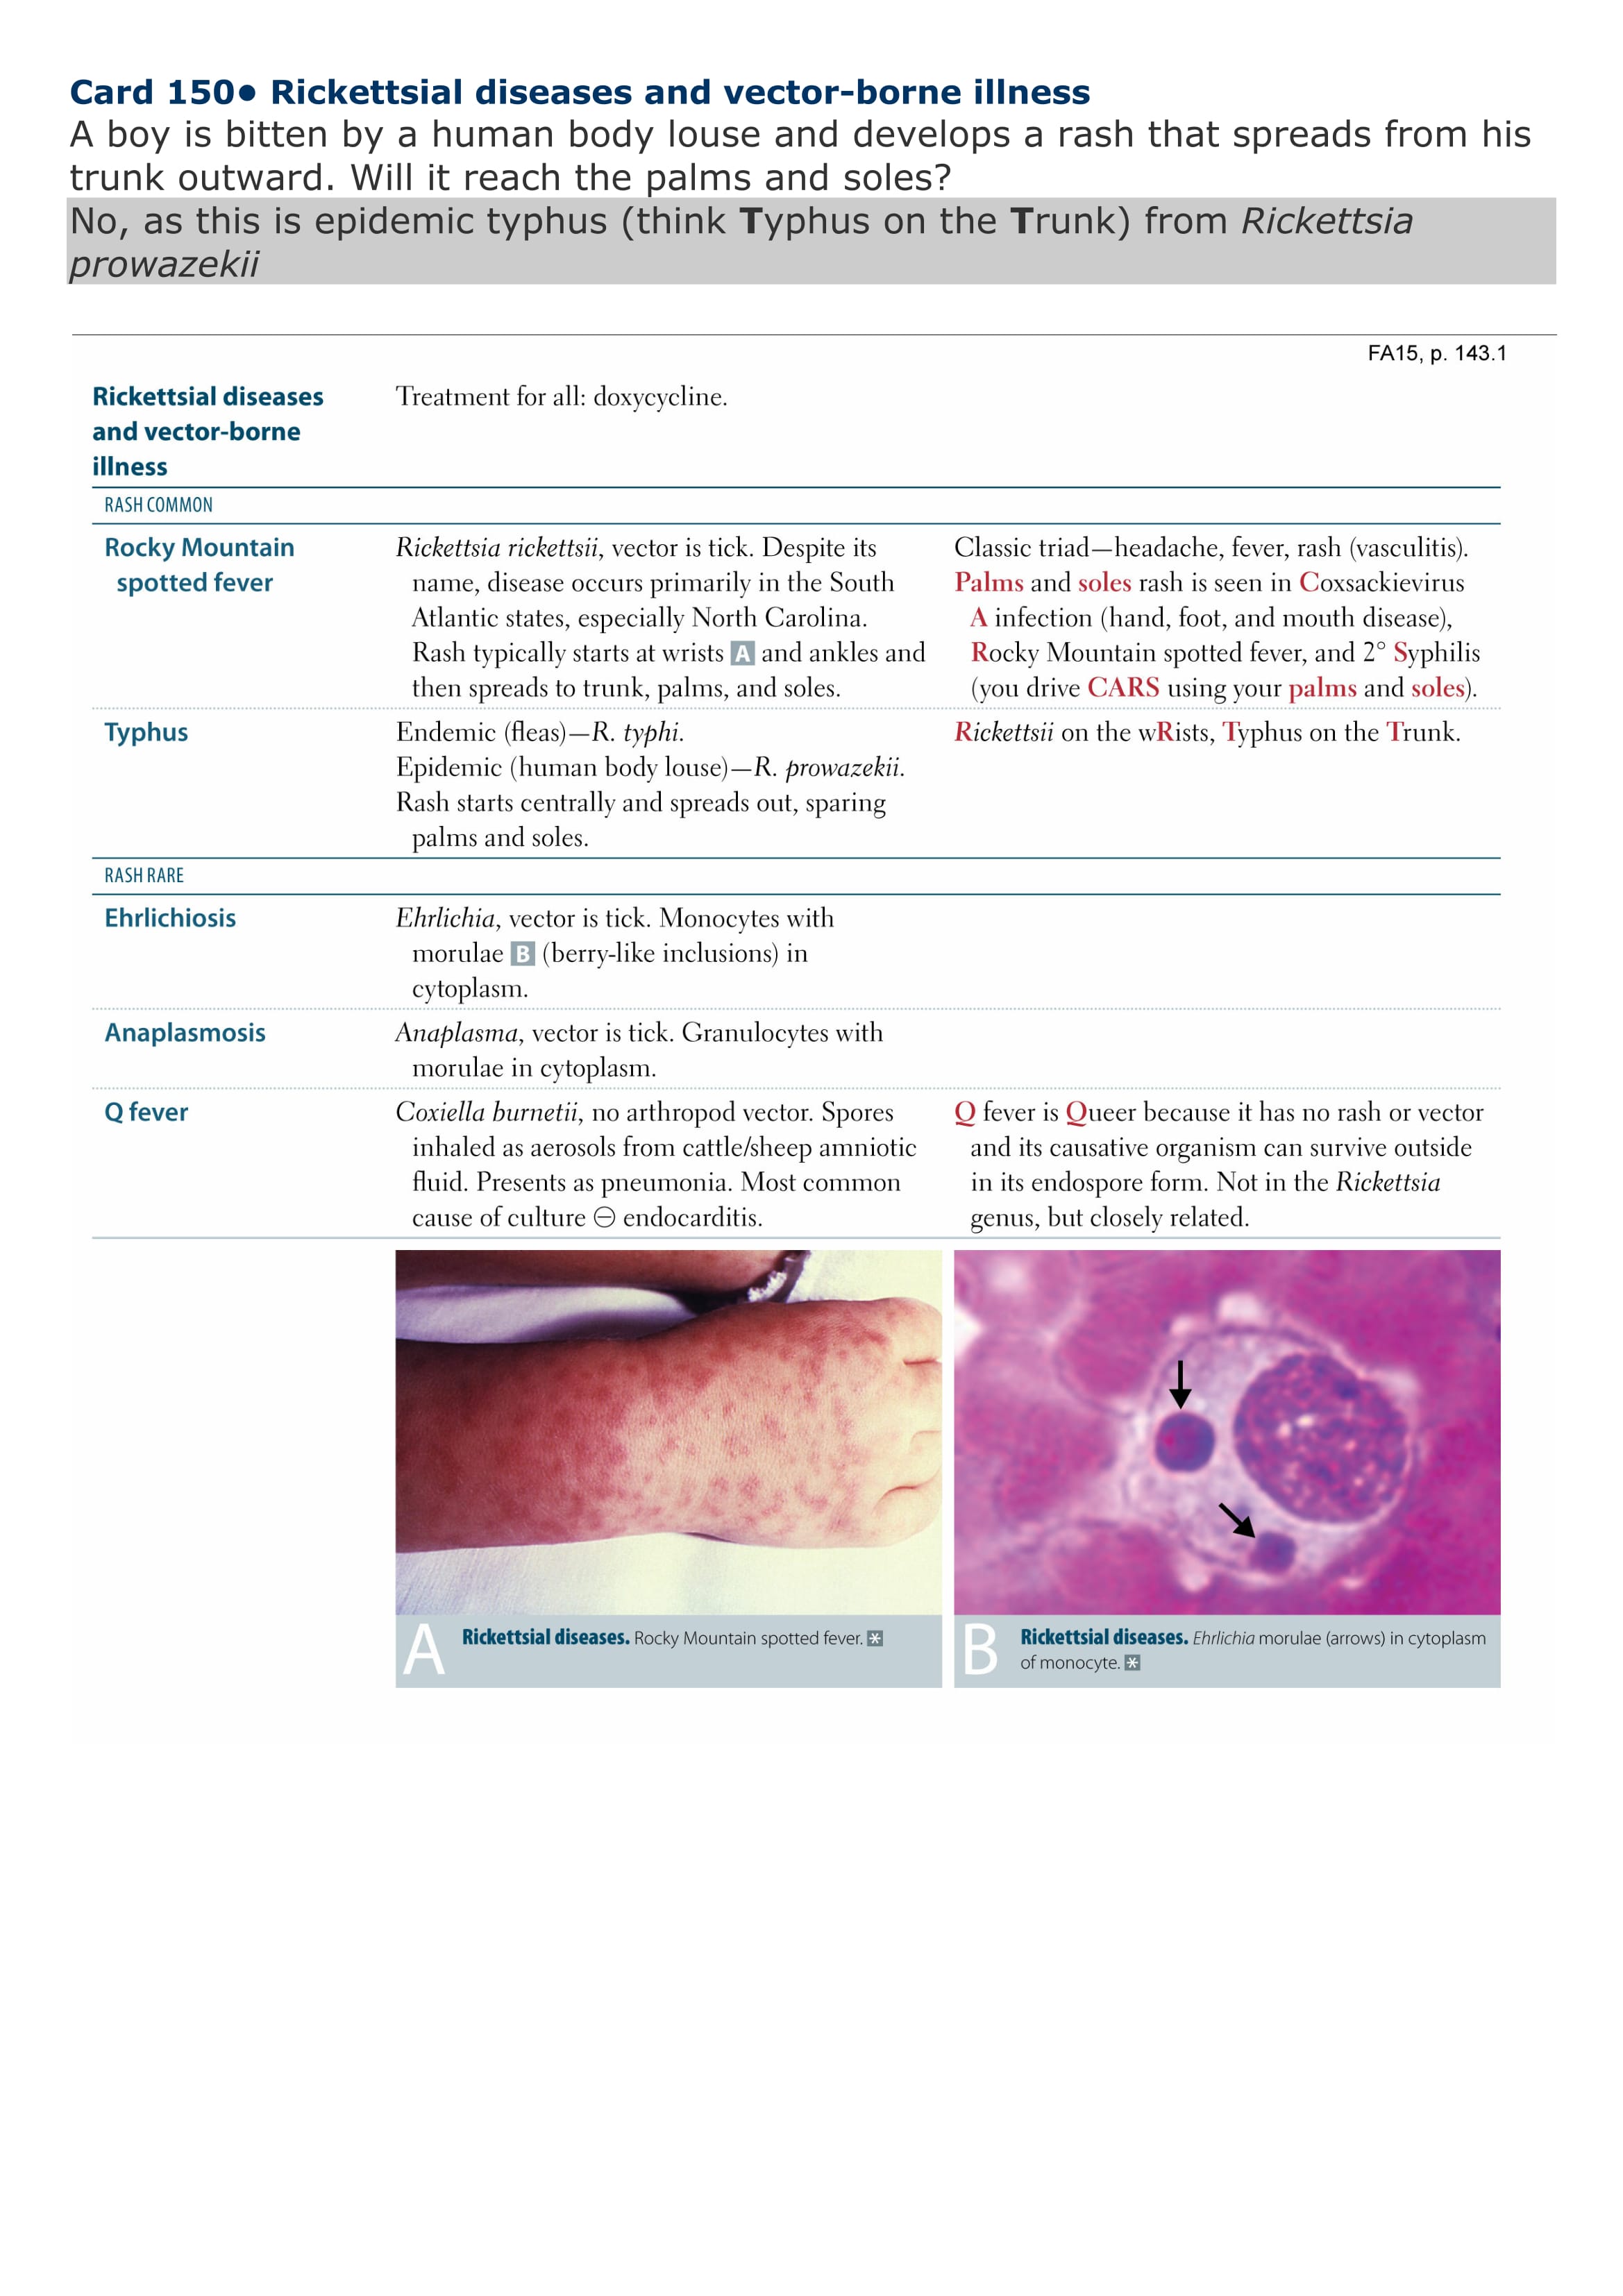 Card 150• Rickettsial diseases and vector-borne illness
A boy is bitten by a human body louse and develops a rash that spreads from his
trunk outward. Will it reach the palms and soles?
No, as this is epidemic typhus (think Typhus on the Trunk) from Rickettsia
prowazekii
FA15, p. 143.1
Rickettsial diseases
and vector-borne
illness
Treatment for all: doxycycline.
RASH COMMON
Rocky Mountain
spotted fever
Rickettsia rickettsii, vector is tick. Despite its
name, disease occurs primarily in the South
Atlantic states, especially North Carolina.
Rash typically starts at wrists A and ankles and
then spreads to trunk, palms, and soles.
Classic triad—headache, fever, rash (vasculitis).
Palms and soles rash is seen in Coxsackievirus
A infection (hand, foot, and mouth disease),
Rocky Mountain spotted fever, and 2° Syphilis
(you drive CARS using your palms and soles).
Typhus
Endemic (fleas)—R. typhi.
Epidemic (human body louse)—R. prowazekii.
Rash starts centrally and spreads out, sparing
palms and soles.
Rickettsii on the wRists, Typhus on the Trunk.
RASH RARE
Ehrlichiosis
Ehrlichia, vector is tick. Monocytes with
morulae B (berry-like inclusions) in
cytoplasm.
Anaplasmosis
Anaplasma, vector is tick. Granulocytes with
morulae in cytoplasm.
Q fever
Coxiella burnetii, no arthropod vector. Spores
inhaled as aerosols from cattle/sheep amniotic
fluid. Presents as pneumonia. Most common
cause of culture ⊖ endocarditis.
Q fever is Queer because it has no rash or vector
and its causative organism can survive outside
in its endospore form. Not in the Rickettsia
genus, but closely related.
A Rickettsial diseases. Rocky Mountain spotted fever. *
B Rickettsial diseases. Ehrlichia morulae (arrows) in cytoplasm
of monocyte. *